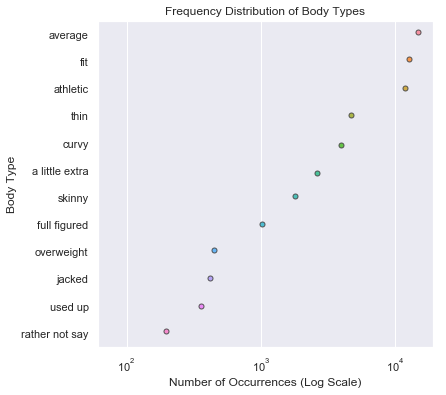 Frequency Distribution of Body Types
Body Type
average
fit
athletic
thin
curvy
a little extra
skinny
full figured
overweight
jacked
used up
rather not say
10² 10³ 10⁴
Number of Occurrences (Log Scale)